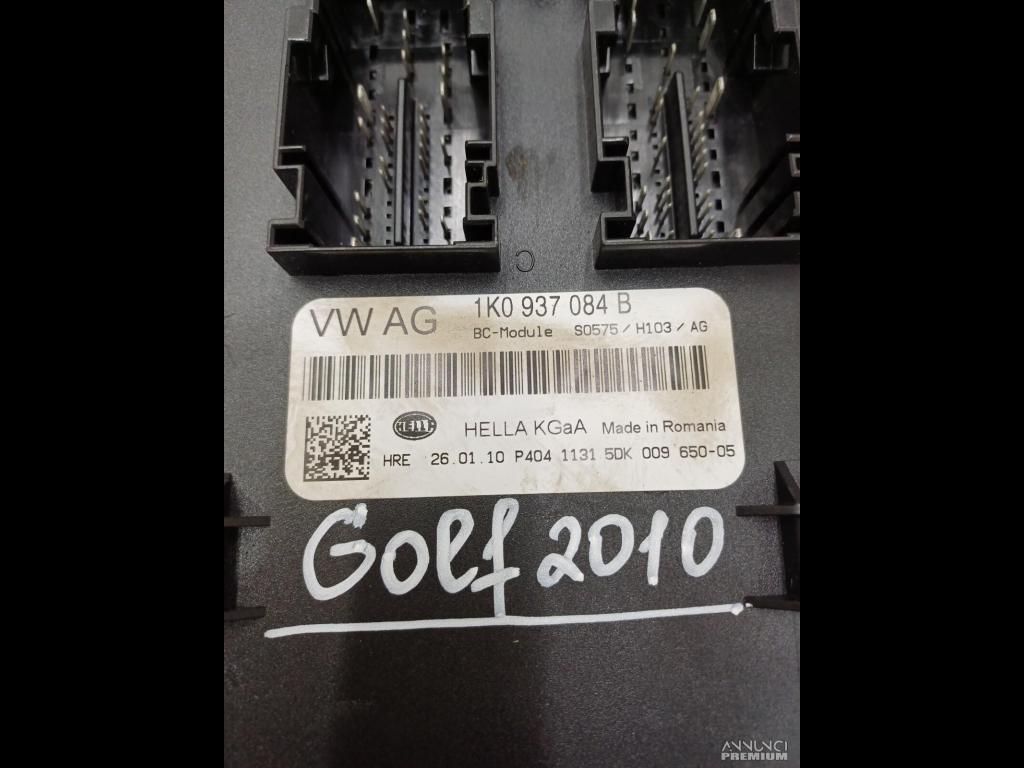 C
VW AG
1K0 937 084 B
BC-Module S0575 / H103 / AG
HELLA
HELLA KGaA Made in Romania
HRE 26.01.10 P404 1131 5DK 009 650-05
Golf 2010
ANNUNCI
PREMIUM